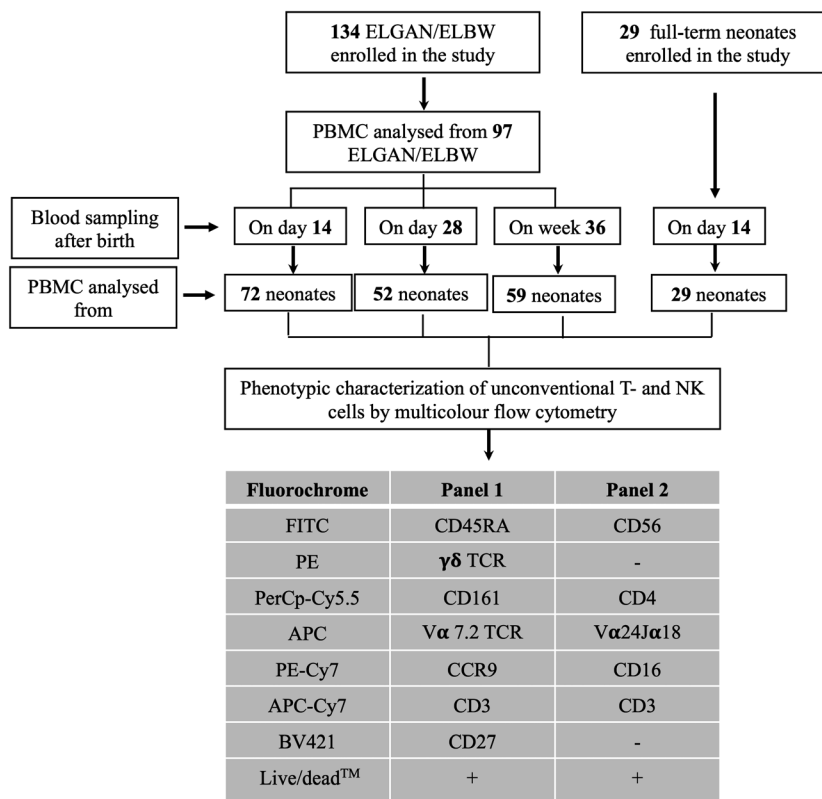 134 ELGAN/ELBW
enrolled in the study
29 full-term neonates
enrolled in the study
PBMC analysed from 97
ELGAN/ELBW
Blood sampling
after birth
On day 14
On day 28
On week 36
On day 14
PBMC analysed
from
72 neonates
52 neonates
59 neonates
29 neonates
Phenotypic characterization of unconventional T- and NK
cells by multicolour flow cytometry
Fluorochrome Panel 1 Panel 2
FITC CD45RA CD56
PE γδ TCR -
PerCp-Cy5.5 CD161 CD4
APC Vα 7.2 TCR Vα24Jα18
PE-Cy7 CCR9 CD16
APC-Cy7 CD3 CD3
BV421 CD27 -
Live/dead™ + +